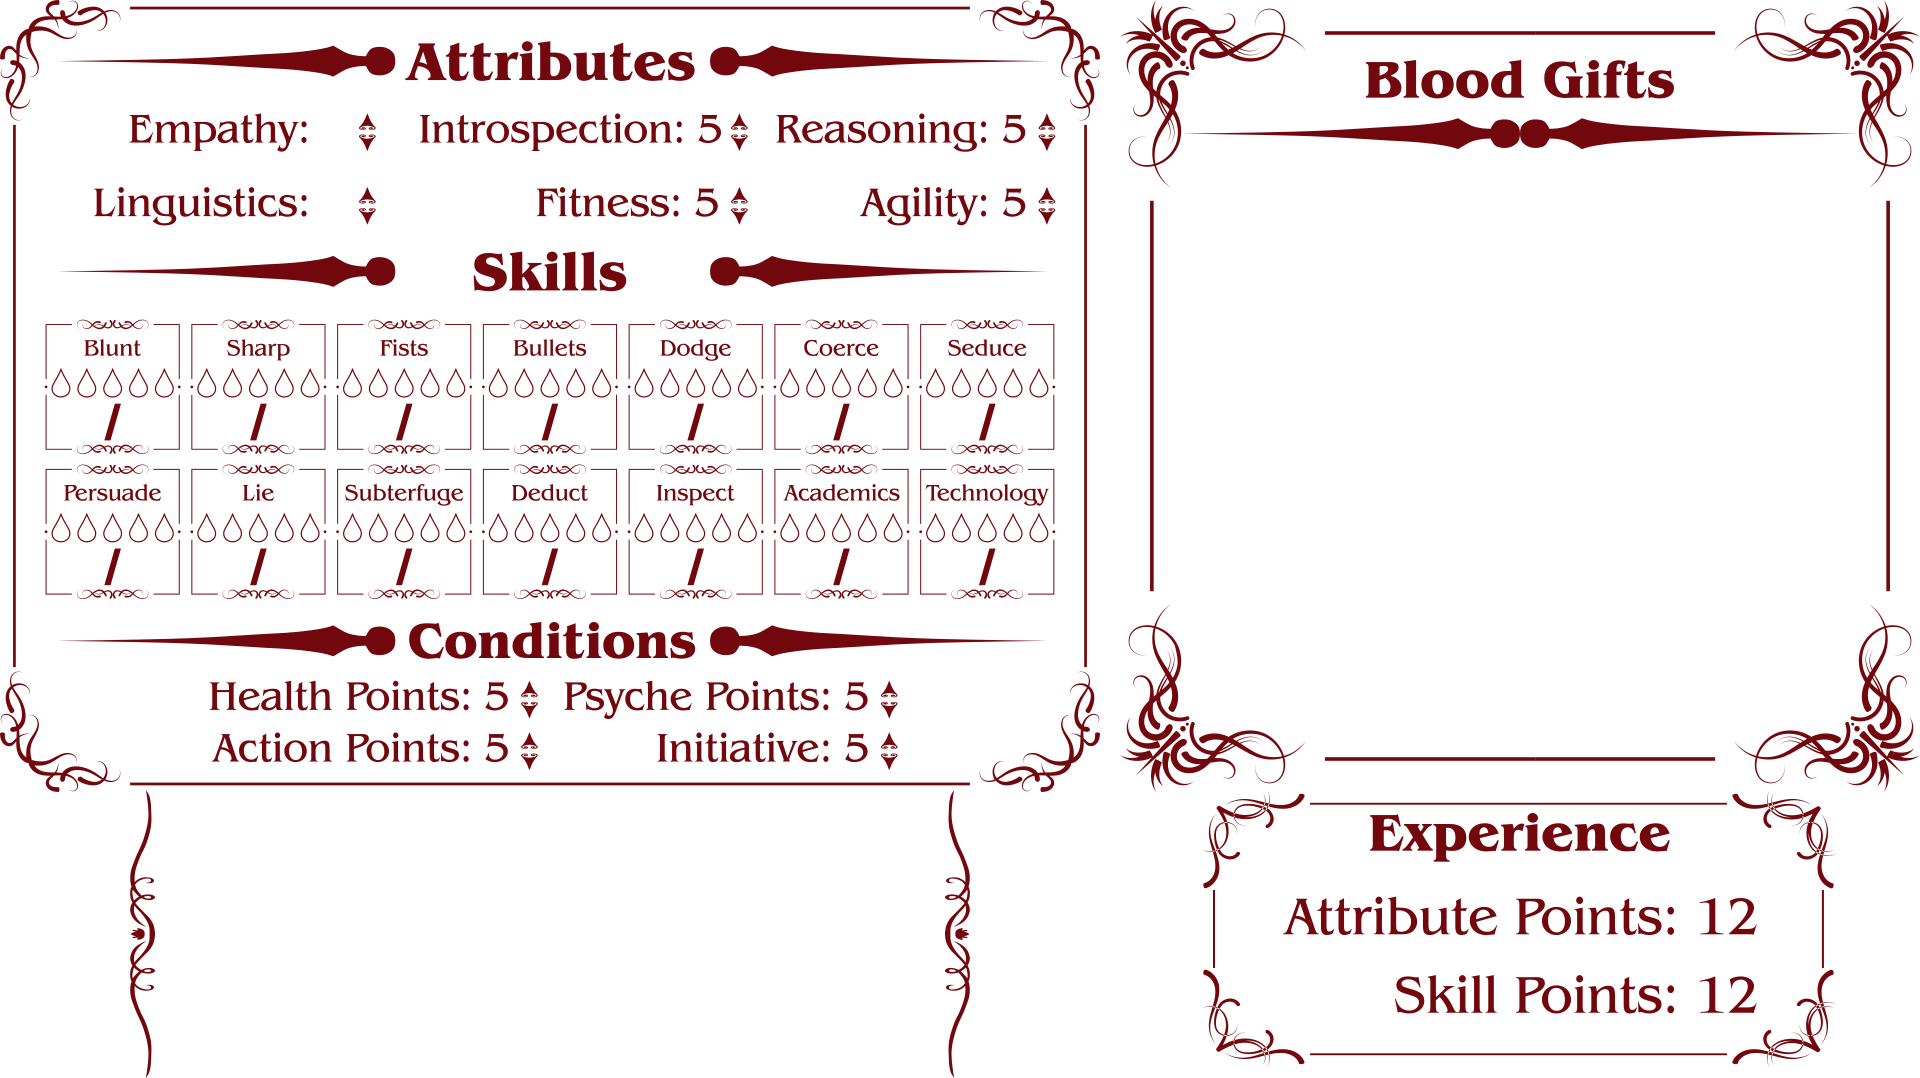 Attributes
Empathy: Introspection: 5 Reasoning: 5
Linguistics: Fitness: 5 Agility: 5
Skills
Blunt Sharp Fists Bullets Dodge Coerce Seduce
/ / / / / / /
Persuade Lie Subterfuge Deduct Inspect Academics Technology
/ / / / / / /
Conditions
Health Points: 5 Psyche Points: 5
Action Points: 5 Initiative: 5
Blood Gifts
Experience
Attribute Points: 12
Skill Points: 12